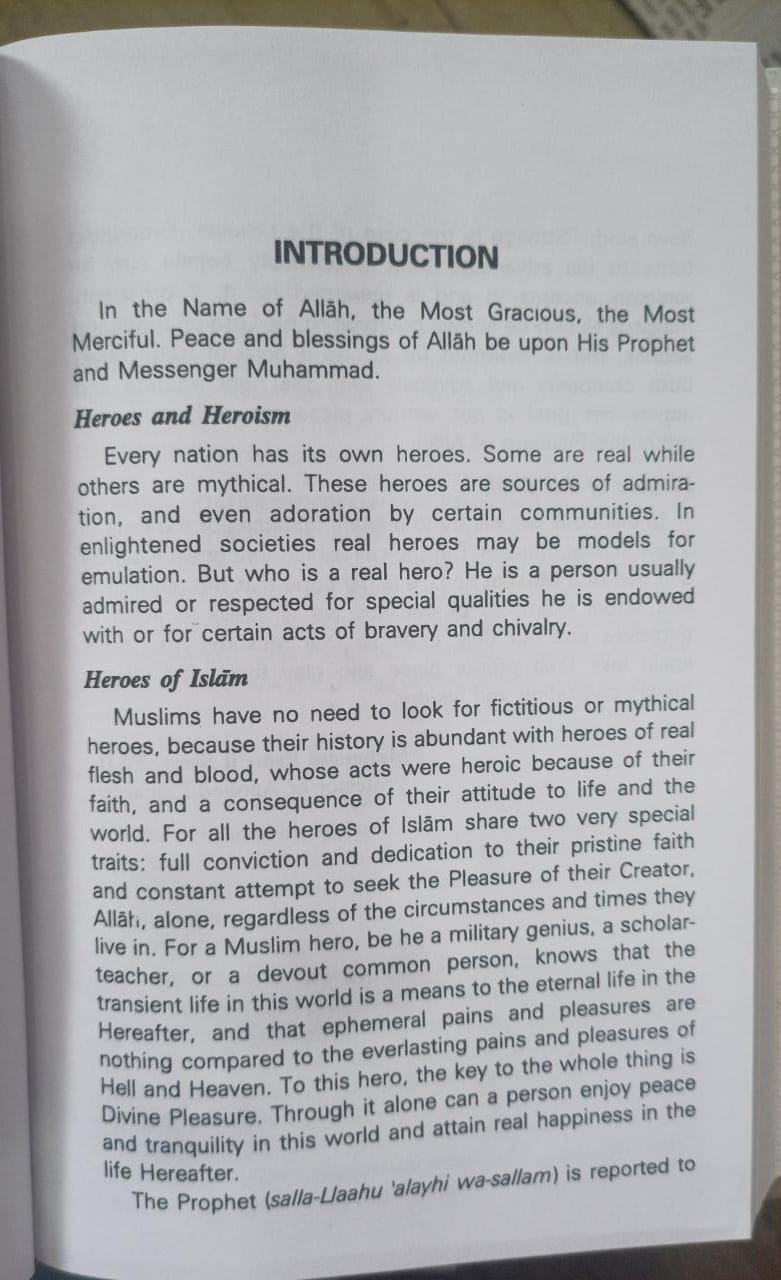 INTRODUCTION
In the Name of Allāh, the Most Gracious, the Most
Merciful. Peace and blessings of Allāh be upon His Prophet
and Messenger Muhammad.
Heroes and Heroism
Every nation has its own heroes. Some are real while
others are mythical. These heroes are sources of admira-
tion, and even adoration by certain communities. In
enlightened societies real heroes may be models for
emulation. But who is a real hero? He is a person usually
admired or respected for special qualities he is endowed
with or for certain acts of bravery and chivalry.
Heroes of Islām
Muslims have no need to look for fictitious or mythical
heroes, because their history is abundant with heroes of real
flesh and blood, whose acts were heroic because of their
faith, and a consequence of their attitude to life and the
world. For all the heroes of Islām share two very special
traits: full conviction and dedication to their pristine faith
and constant attempt to seek the Pleasure of their Creator,
Allāh, alone, regardless of the circumstances and times they
live in. For a Muslim hero, be he a military genius, a scholar-
teacher, or a devout common person, knows that the
transient life in this world is a means to the eternal life in the
Hereafter, and that ephemeral pains and pleasures are
nothing compared to the everlasting pains and pleasures of
Hell and Heaven. To this hero, the key to the whole thing is
Divine Pleasure. Through it alone can a person enjoy peace
and tranquility in this world and attain real happiness in the
life Hereafter.
The Prophet (salla-Llaahu 'alayhi wa-sallam) is reported to